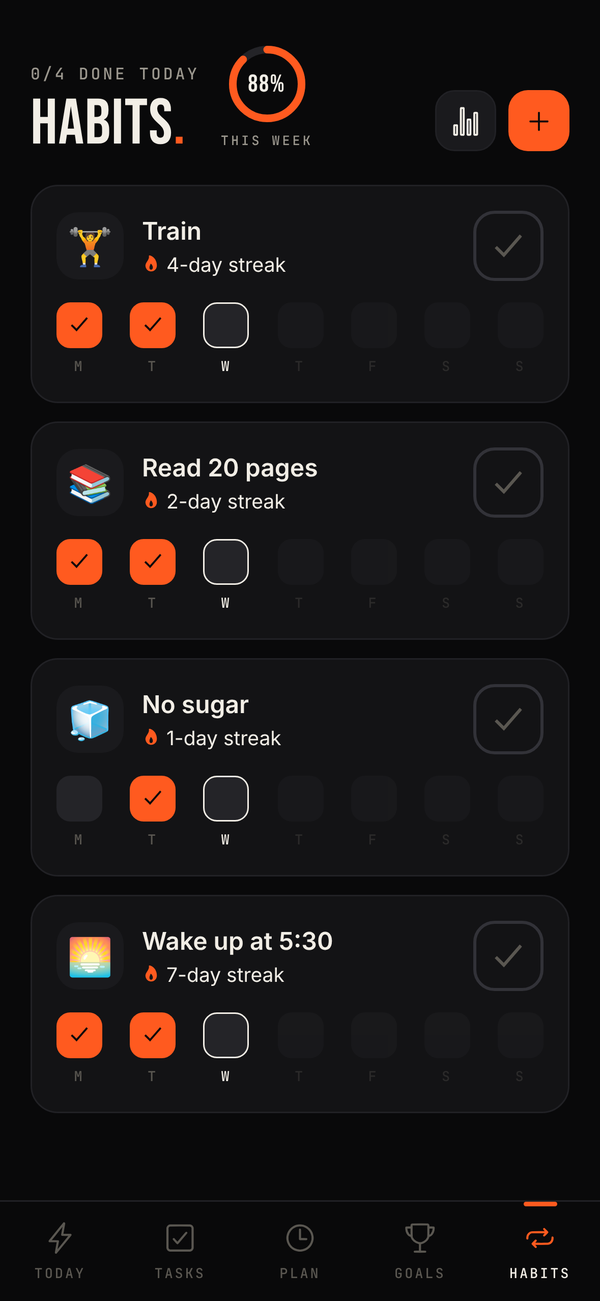 0/4 DONE TODAY
HABITS.
88%
THIS WEEK
Train
4-day streak
M T W T F S S
Read 20 pages
2-day streak
M T W T F S S
No sugar
1-day streak
M T W T F S S
Wake up at 5:30
7-day streak
M T W T F S S
TODAY TASKS PLAN GOALS HABITS